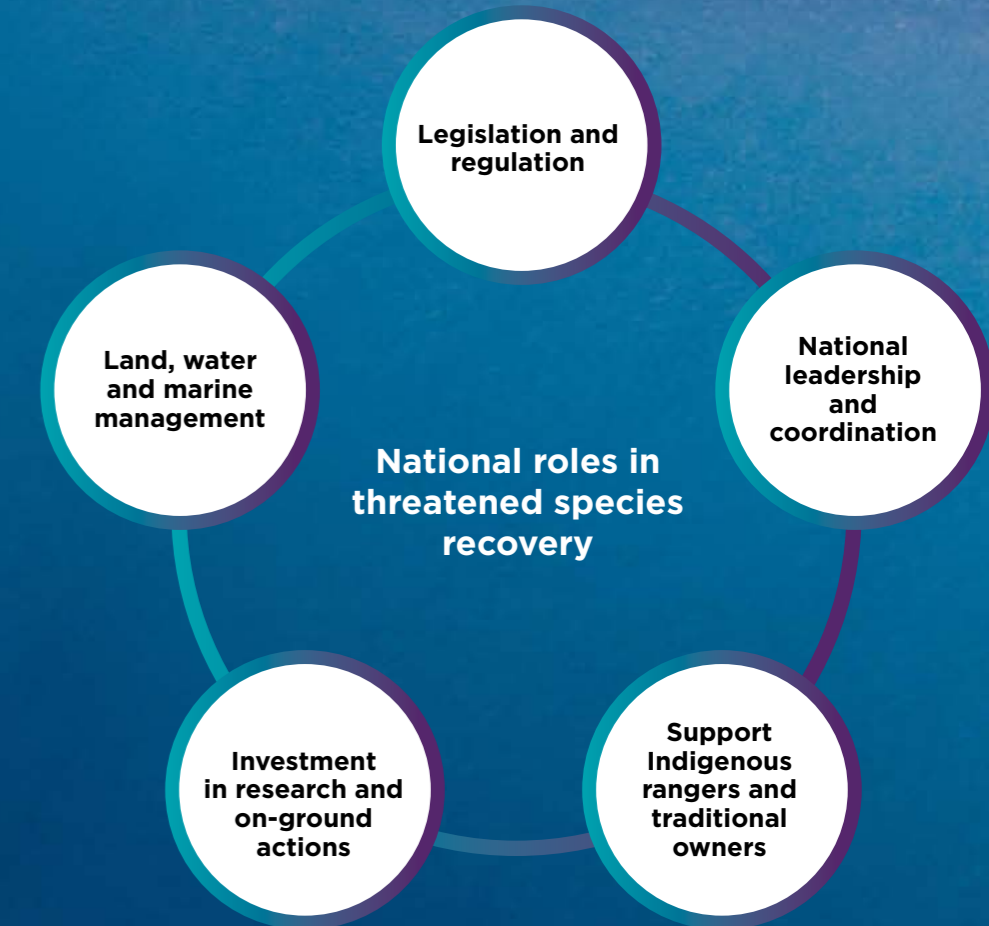 Legislation and
regulation
National
leadership
and
coordination
Support
Indigenous
rangers and
traditional
owners
Investment
in research and
on-ground
actions
Land, water
and marine
management
National roles in
threatened species
recovery